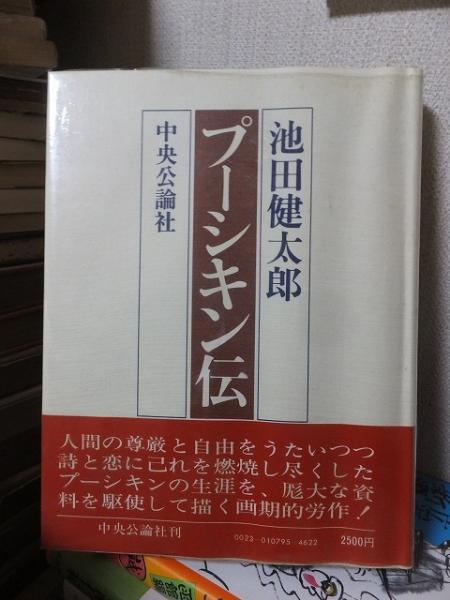 池田健太郎
プーシキン伝
中央公論社
人間の尊厳と自由をうたいつつ
詩と恋に己れを燃焼し尽くした
プーシキンの生涯を、厖大な資
料を駆使して描く画期的労作！
中央公論社刊
0023-010795-4622
2500円